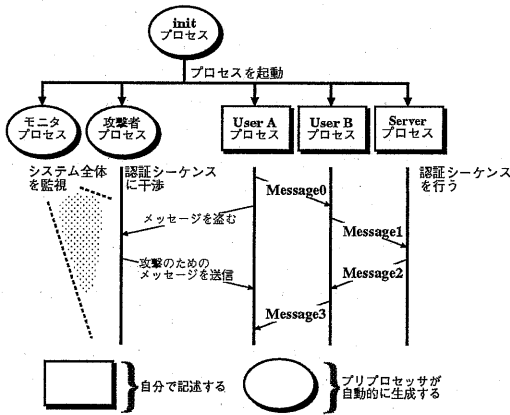 init
プロセス
プロセスを起動
モニタ
プロセス
攻撃者
プロセス
User A
プロセス
User B
プロセス
Server
プロセス
システム全体
を監視
認証シーケンス
に干渉
認証シーケンス
を行う
Message0
メッセージを盗む
Message1
攻撃のための
メッセージを送信
Message2
Message3
自分で記述する
プリプロセッサが
自動的に生成する